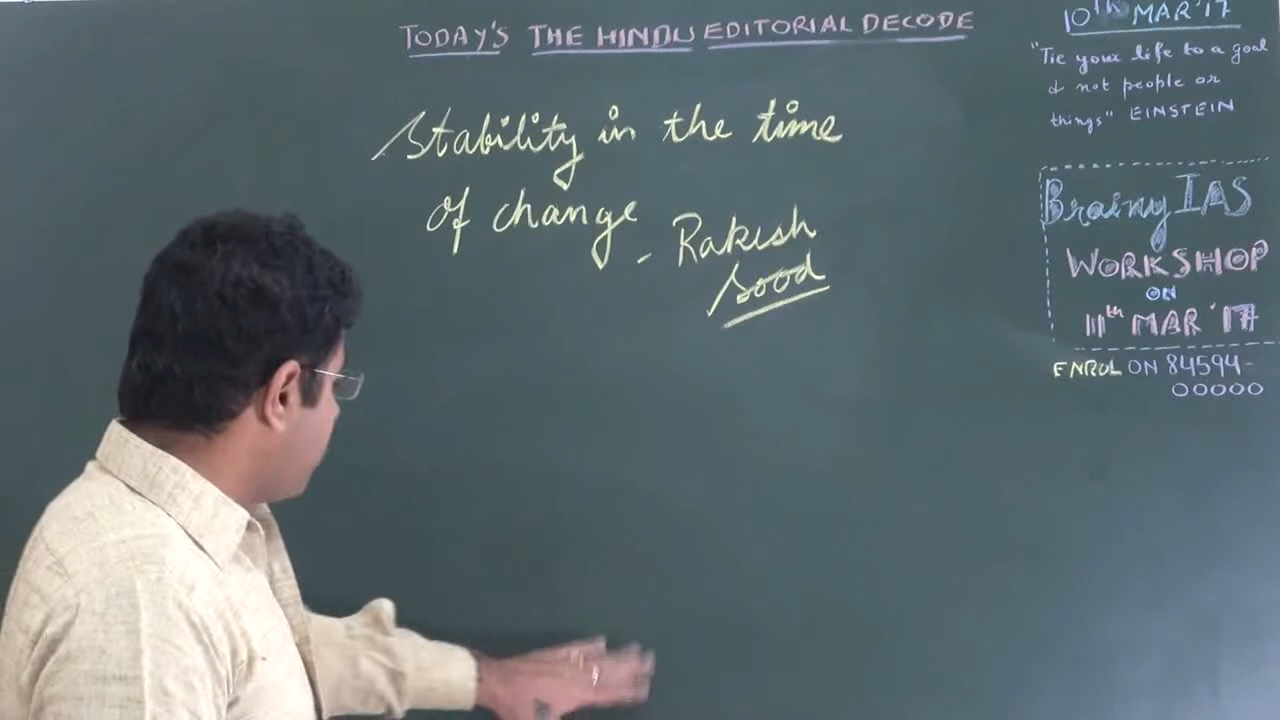 TODAY'S THE HINDU EDITORIAL DECODE
Stability in the time
of change
- Rakesh
Sood
10th MAR'17
"Tie your life to a goal
& not people or
things" EINSTEIN
Brainy IAS
WORKSHOP
ON
11th MAR '17
ENROL ON 84594-
00000